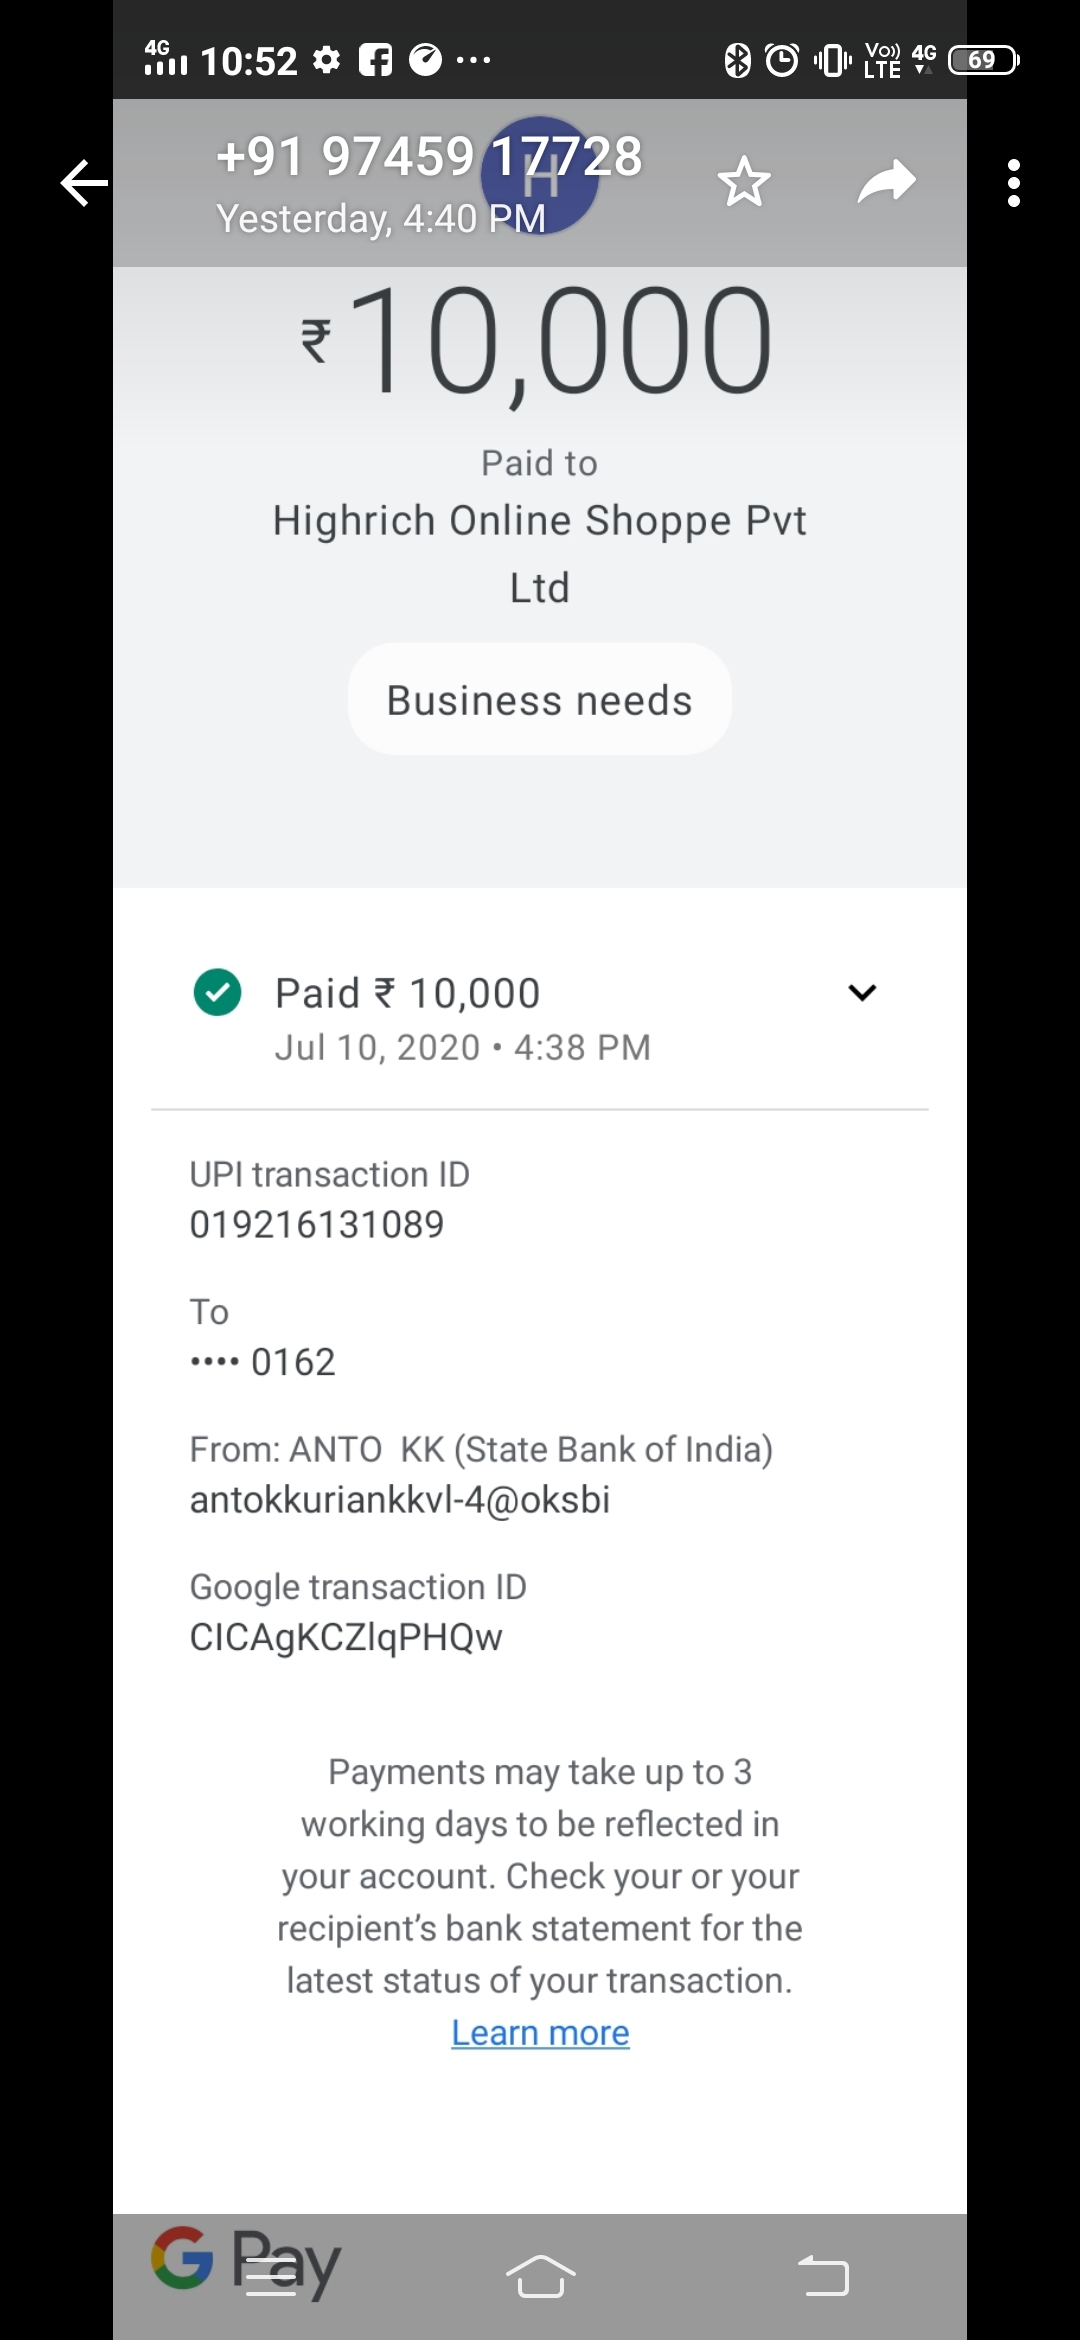 4G 10:52 ... Vo)) LTE 4G 69
+91 97459 17728
H
Yesterday, 4:40 PM
₹10,000
Paid to
Highrich Online Shoppe Pvt
Ltd
Business needs
Paid ₹ 10,000
Jul 10, 2020 • 4:38 PM
UPI transaction ID
019216131089
To
•••• 0162
From: ANTO  KK (State Bank of India)
antokkuriankkvl-4@oksbi
Google transaction ID
CICAgKCZlqPHQw
Payments may take up to 3
working days to be reflected in
your account. Check your or your
recipient's bank statement for the
latest status of your transaction.
Learn more
G Pay